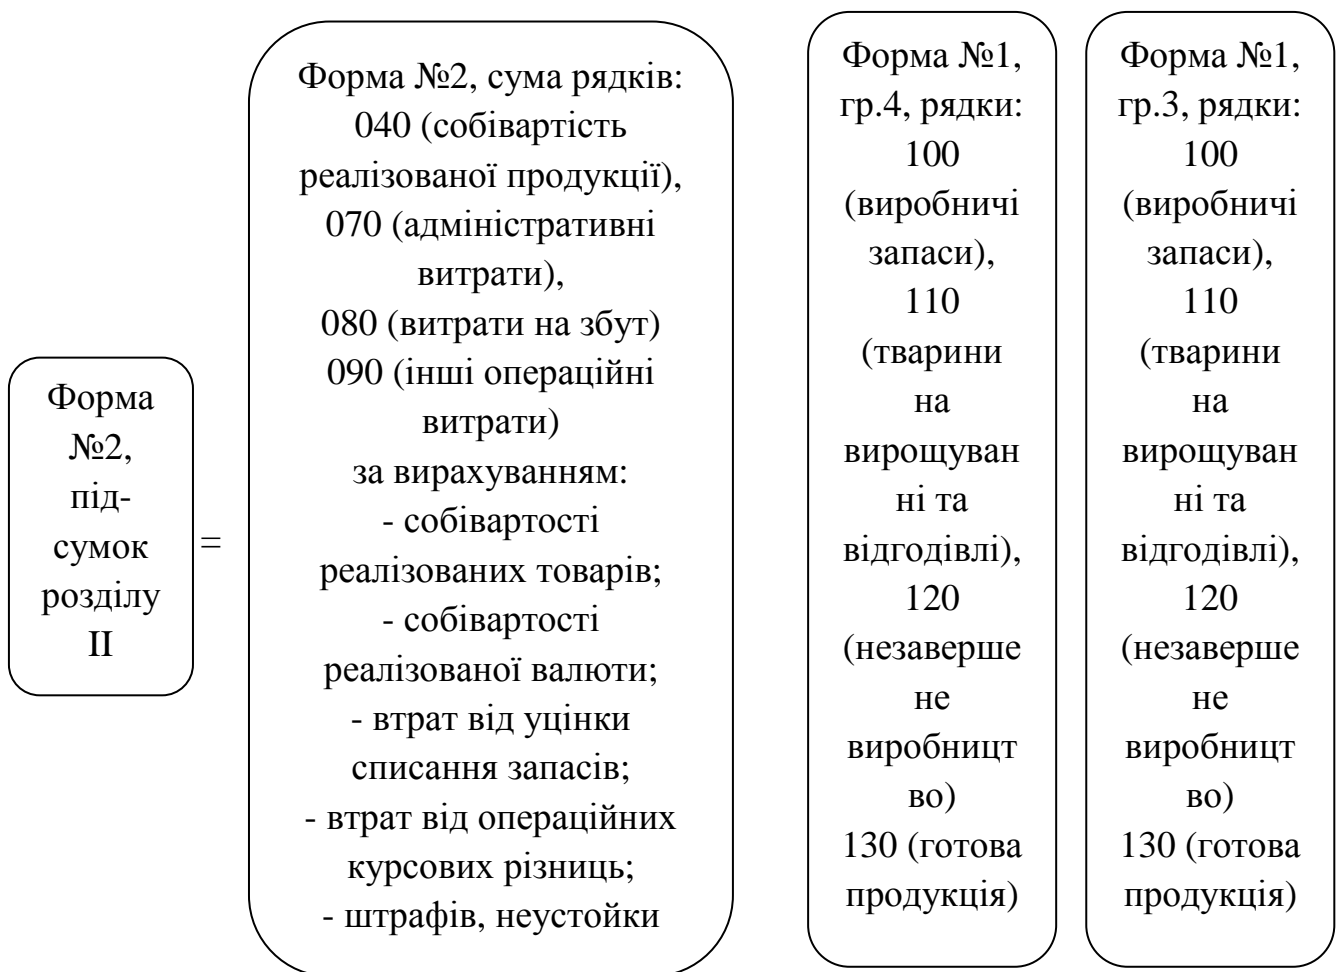 Форма
№2,
під-
сумок
розділу
II
=
Форма №2, сума рядків:
040 (собівартість
реалізованої продукції),
070 (адміністративні
витрати),
080 (витрати на збут)
090 (інші операційні
витрати)
за вирахуванням:
- собівартості
реалізованих товарів;
- собівартості
реалізованої валюти;
- втрат від уцінки
списання запасів;
- втрат від операційних
курсових різниць;
- штрафів, неустойки
Форма №1,
гр.4, рядки:
100
(виробничі
запаси),
110
(тварини
на
вирощуван
ні та
відгодівлі),
120
(незаверше
не
виробницт
во)
130 (готова
продукція)
Форма №1,
гр.3, рядки:
100
(виробничі
запаси),
110
(тварини
на
вирощуван
ні та
відгодівлі),
120
(незаверше
не
виробницт
во)
130 (готова
продукція)